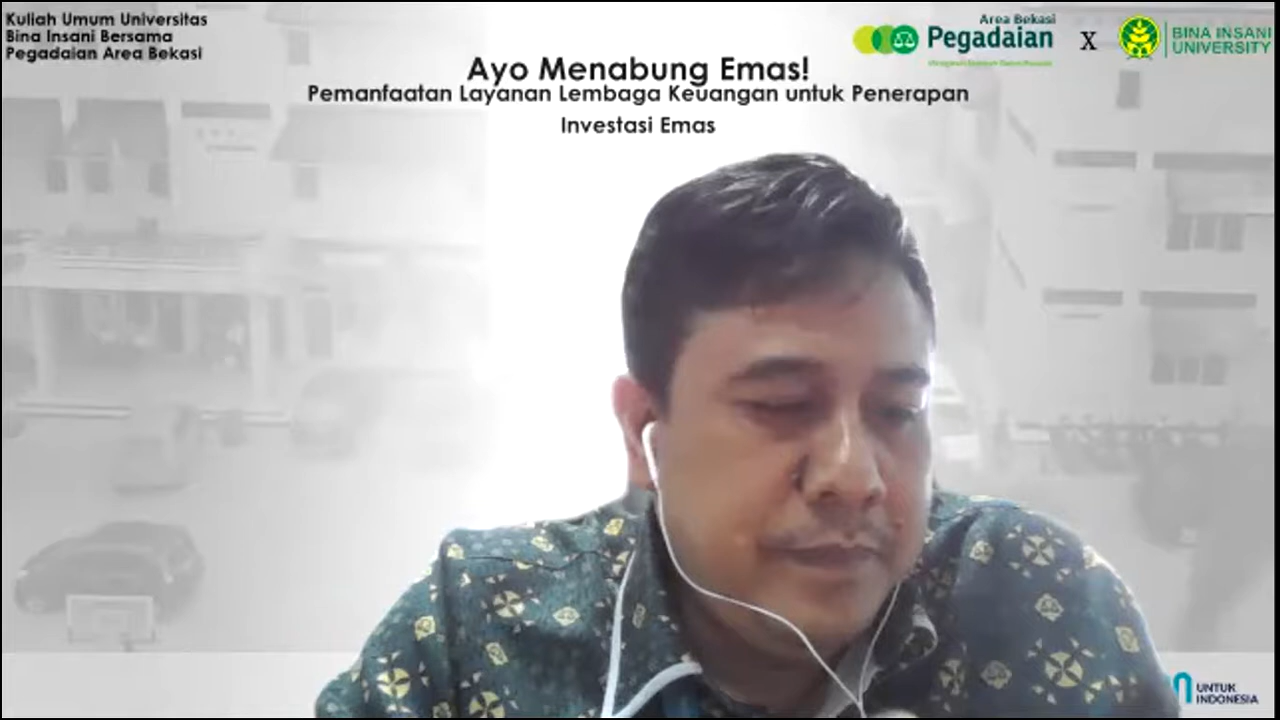 Kuliah Umum Universitas
Bina Insani Bersama
Pegadaian Area Bekasi
Area Bekasi
Pegadaian
X
BINA INSANI
UNIVERSITY
Ayo Menabung Emas!
Pemanfaatan Layanan Lembaga Keuangan untuk Penerapan
Investasi Emas
UNTUK
INDONESIA